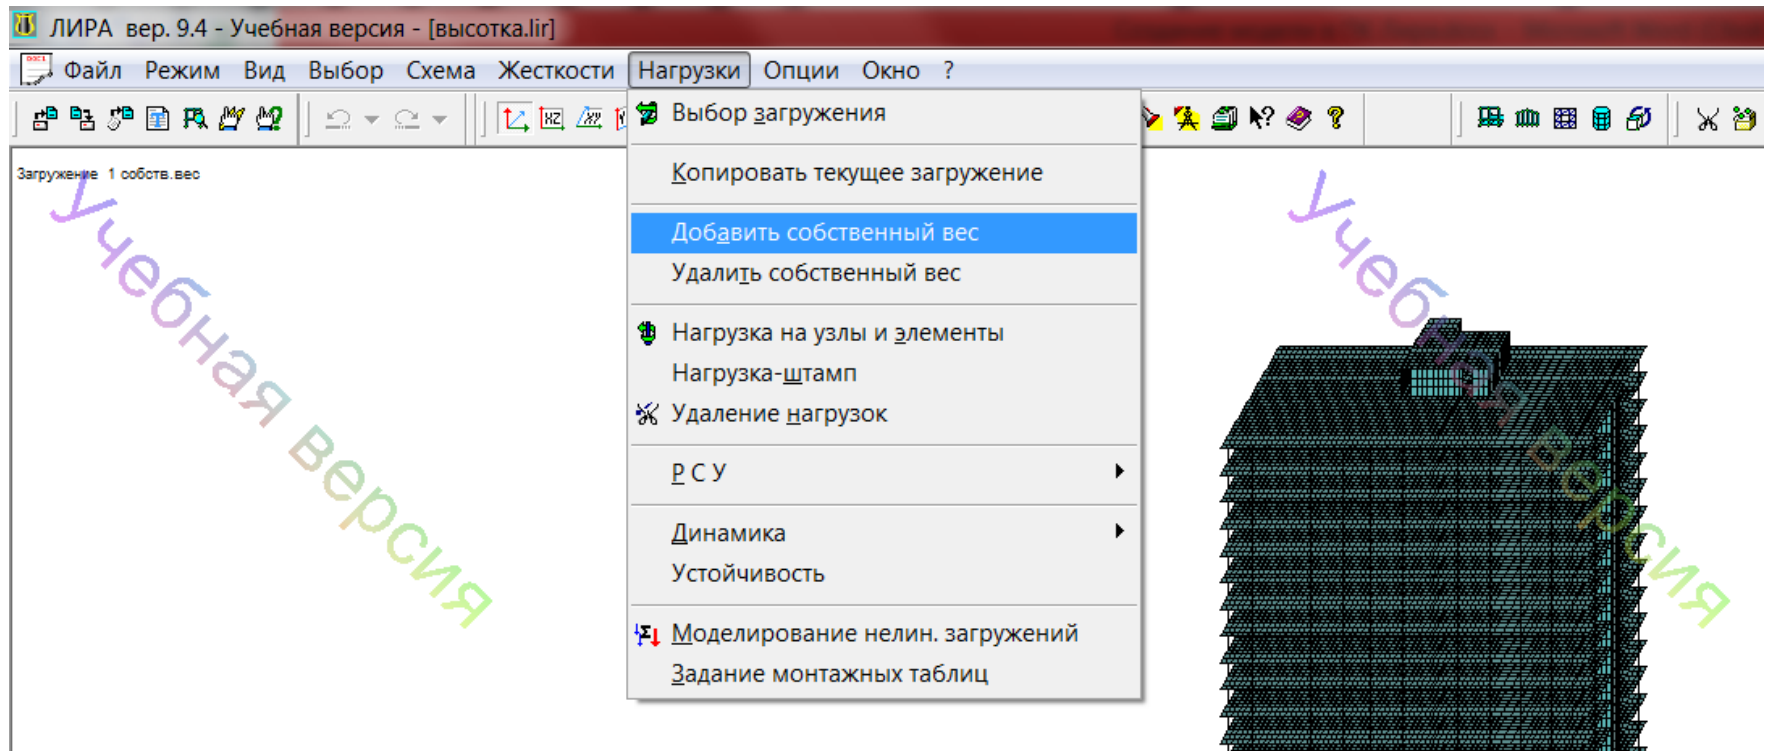 ЛИРА вер. 9.4 - Учебная версия - [высотка.lir]
Файл Режим Вид Выбор Схема Жесткости Нагрузки Опции Окно ?
Выбор загружения
Загружение 1 собств.вес
Копировать текущее загружение
Добавить собственный вес
Удалить собственный вес
Нагрузка на узлы и элементы
Нагрузка-штамп
Удаление нагрузок
Р С У
Динамика
Устойчивость
Моделирование нелин. загружений
Задание монтажных таблиц
Учебная версия
Учебная версия